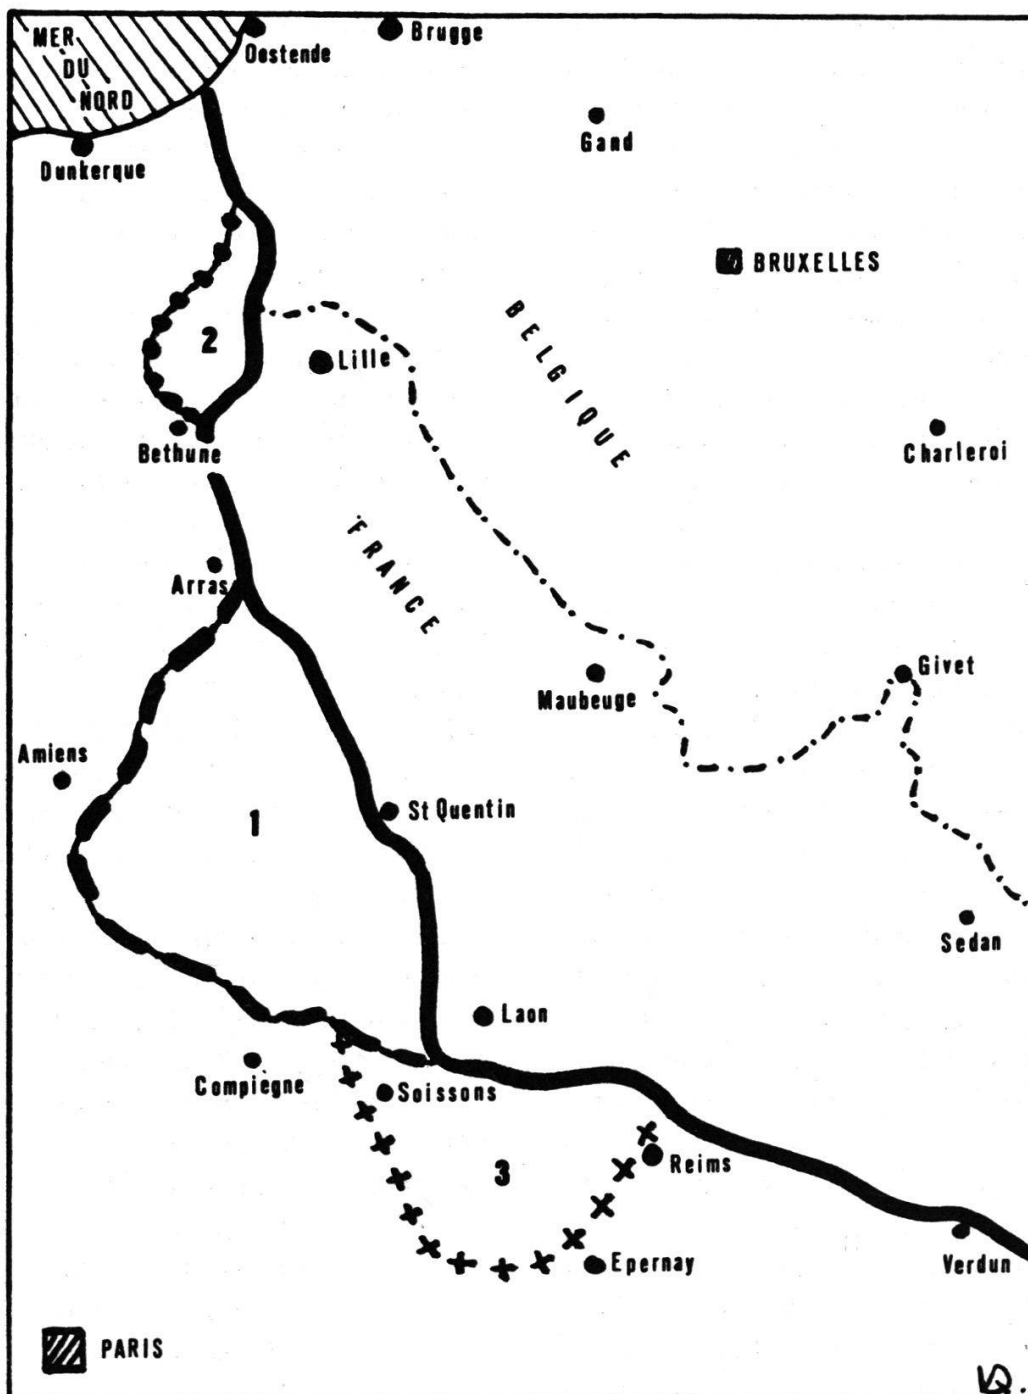 MER
DU
NORD
Oostende
Brugge
Gand
Dunkerque
BRUXELLES
BELGIQUE
2
Lille
Bethune
Charleroi
FRANCE
Arras
Givet
Maubeuge
Amiens
1
St Quentin
Sedan
Laon
Compiègne
Soissons
3
Reims
Epernay
Verdun
PARIS